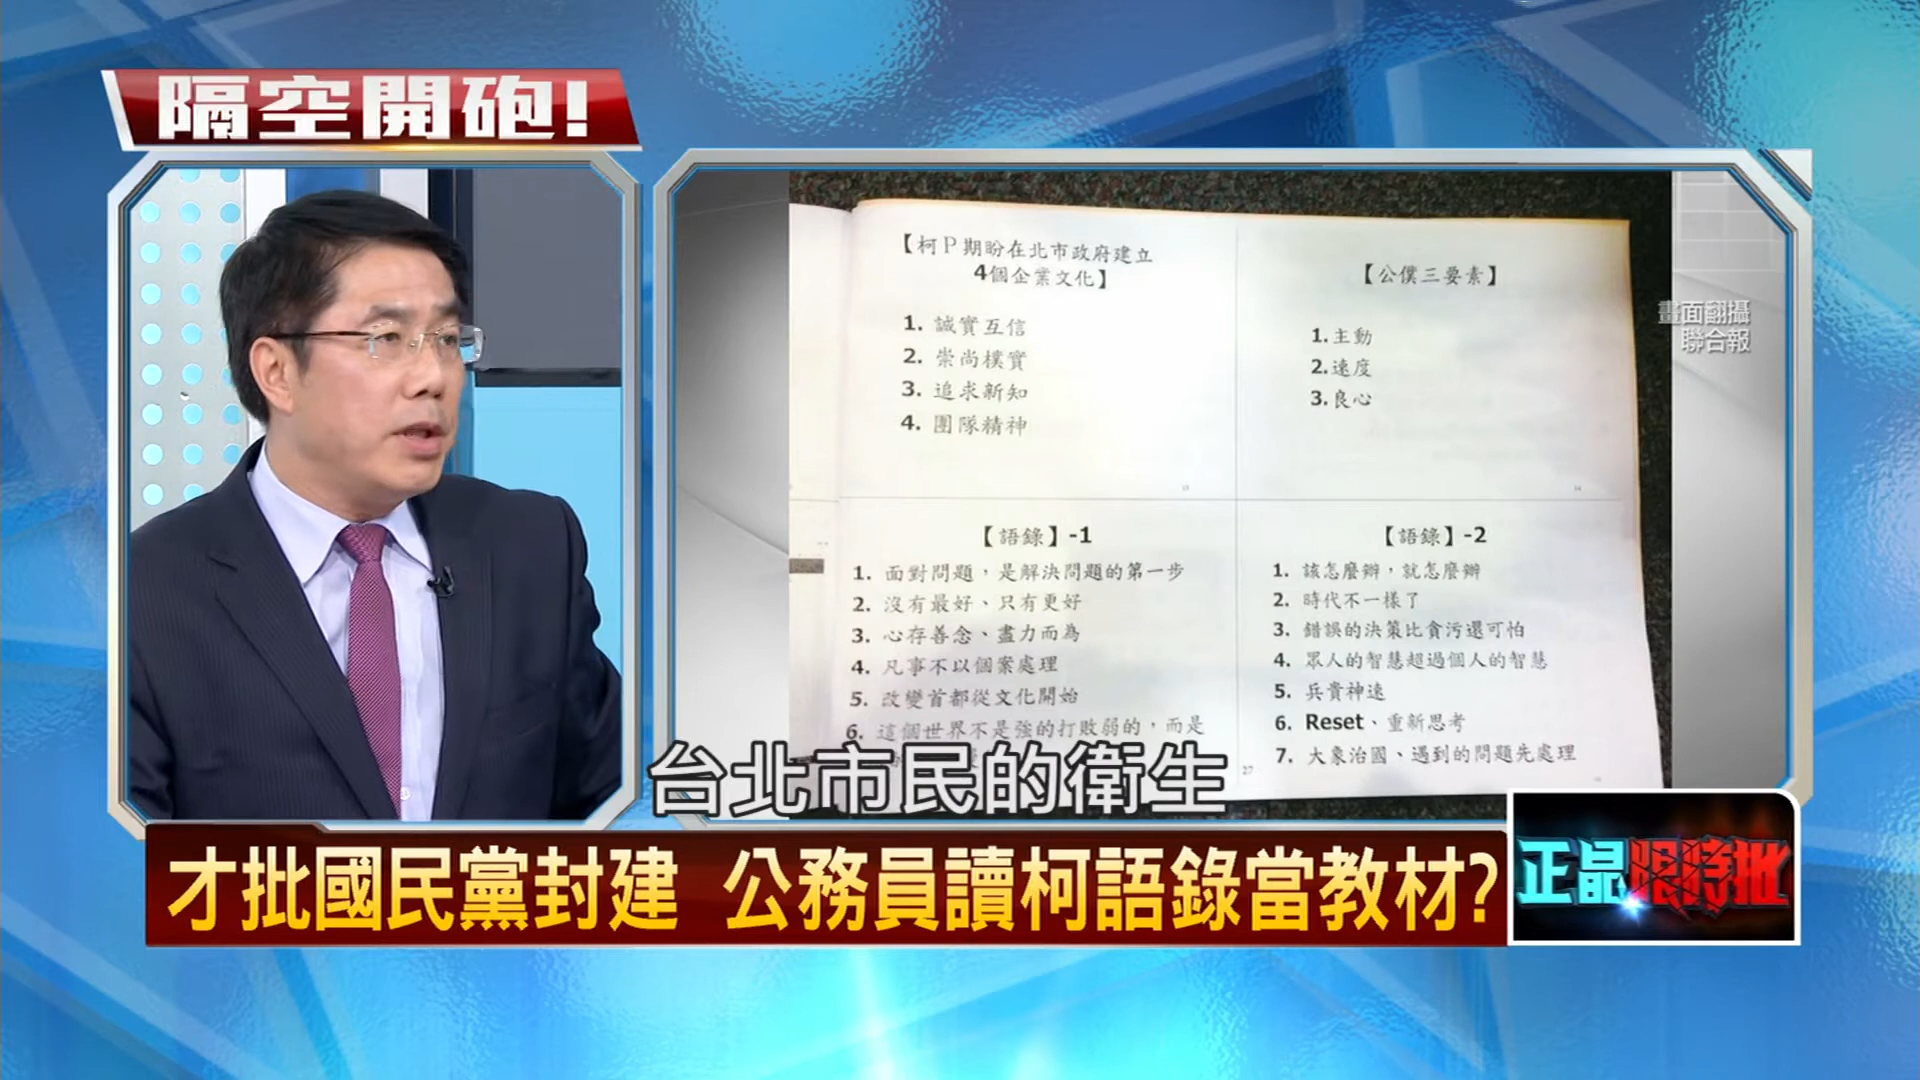 隔空開砲!
【柯P期盼在北市政府建立
4個企業文化】
1. 誠實互信
2. 崇尚樸實
3. 追求新知
4. 團隊精神
【公僕三要素】
1.主動
2.速度
3.良心
畫面翻攝
聯合報
【語錄】-1
1. 面對問題，是解決問題的第一步
2. 沒有最好、只有更好
3. 心存善念、盡力而為
4. 凡事不以個案處理
5. 改變首都從文化開始
6. 這個世界不是強的打敗弱的，而是
27
【語錄】-2
1. 該怎麼辦，就怎麼辦
2. 時代不一樣了
3. 錯誤的決策比貪污還可怕
4. 眾人的智慧超過個人的智慧
5. 兵貴神速
6. Reset、重新思考
7. 大象治國、遇到的問題先處理
台北市民的衛生
才批國民黨封建 公務員讀柯語錄當教材?
正晶限時批